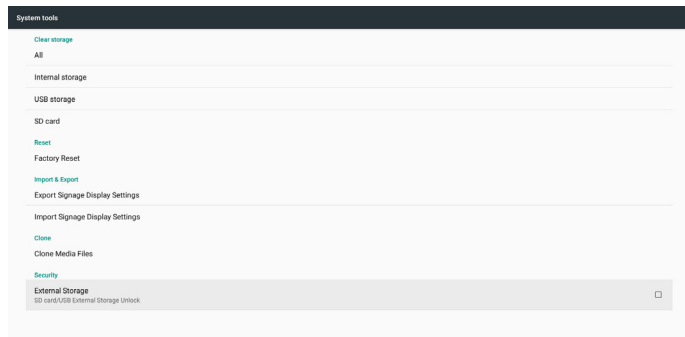 System tools
Clear storage
All
Internal storage
USB storage
SD card
Reset
Factory Reset
Import & Export
Export Signage Display Settings
Import Signage Display Settings
Clone
Clone Media Files
Security
External Storage
SD card/USB External Storage Unlock